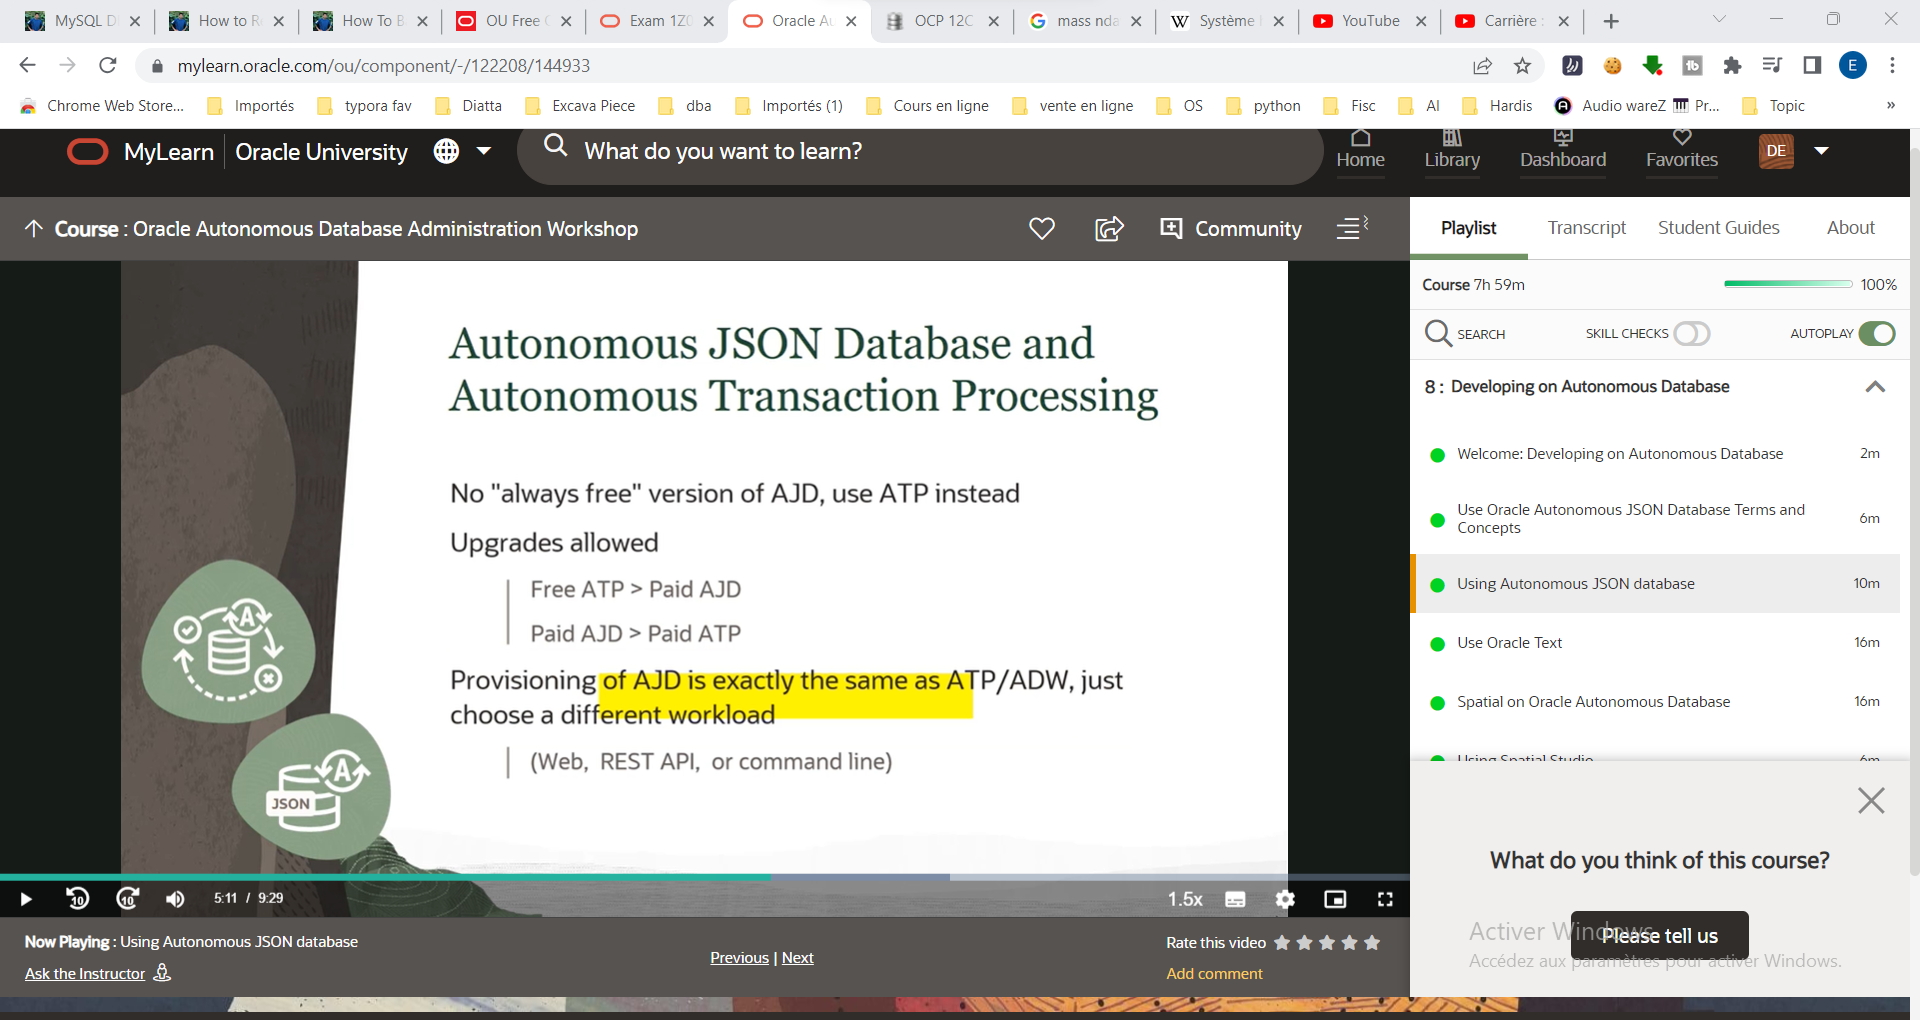 MySQL D
How to R
How To B
OU Free C
Exam 1Z0
Oracle Au
OCP 12C
mass nda
Système
YouTube
Carrière :
mylearn.oracle.com/ou/component/-/122208/144933
E
Chrome Web Store...
Importés
typora fav
Diatta
Excava Piece
dba
Importés (1)
Cours en ligne
vente en ligne
OS
python
Fisc
AI
Hardis
Audio wareZ
Pr...
Topic
»
MyLearn
Oracle University
What do you want to learn?
Home
Library
Dashboard
Favorites
DE
Course : Oracle Autonomous Database Administration Workshop
Community
Playlist
Transcript
Student Guides
About
Course 7h 59m
100%
SEARCH
SKILL CHECKS
AUTOPLAY
8 : Developing on Autonomous Database
Welcome: Developing on Autonomous Database
2m
Use Oracle Autonomous JSON Database Terms and
Concepts
6m
Using Autonomous JSON database
10m
Use Oracle Text
16m
Spatial on Oracle Autonomous Database
16m
Using Spatial Studio
6m
Autonomous JSON Database and
Autonomous Transaction Processing
No "always free" version of AJD, use ATP instead
Upgrades allowed
Free ATP > Paid AJD
Paid AJD > Paid ATP
Provisioning of AJD is exactly the same as ATP/ADW, just
choose a different workload
(Web, REST API, or command line)
A
A
JSON
10
10
5:11 / 9:29
1.5x
What do you think of this course?
Please tell us
Activer Windows
Accédez aux paramètres pour activer Windows.
Now Playing : Using Autonomous JSON database
Ask the Instructor
Previous | Next
Rate this video
Add comment